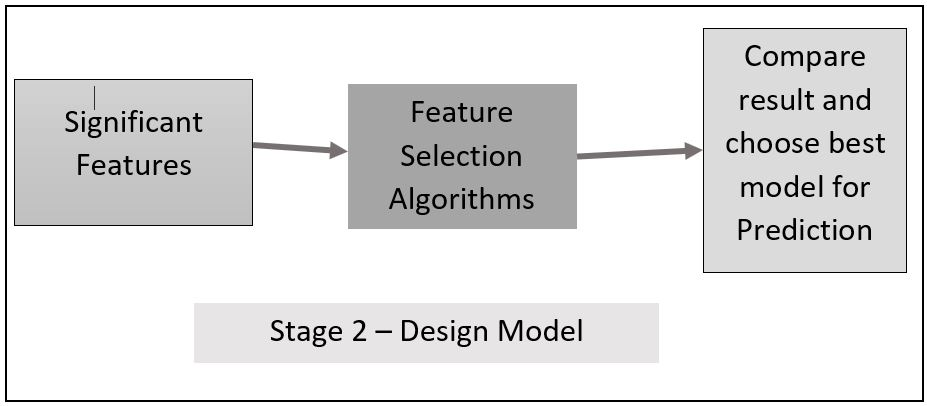 Significant
Features
Feature
Selection
Algorithms
Compare
result and
choose best
model for
Prediction
Stage 2 – Design Model